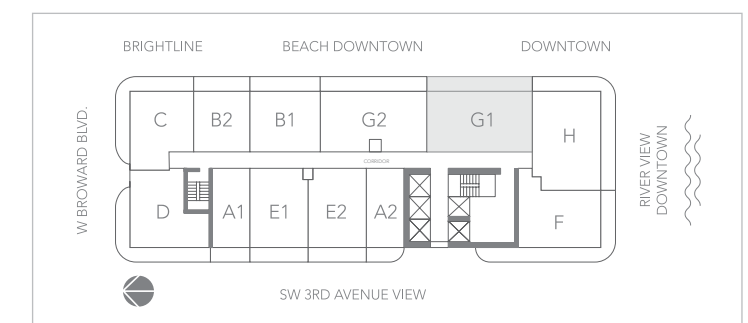 BRIGHTLINE
BEACH DOWNTOWN
DOWNTOWN
W BROWARD BLVD.
C
B2
B1
G2
G1
H
CORRIDOR
D
A1
E1
E2
A2
F
RIVER VIEW
DOWNTOWN
SW 3RD AVENUE VIEW